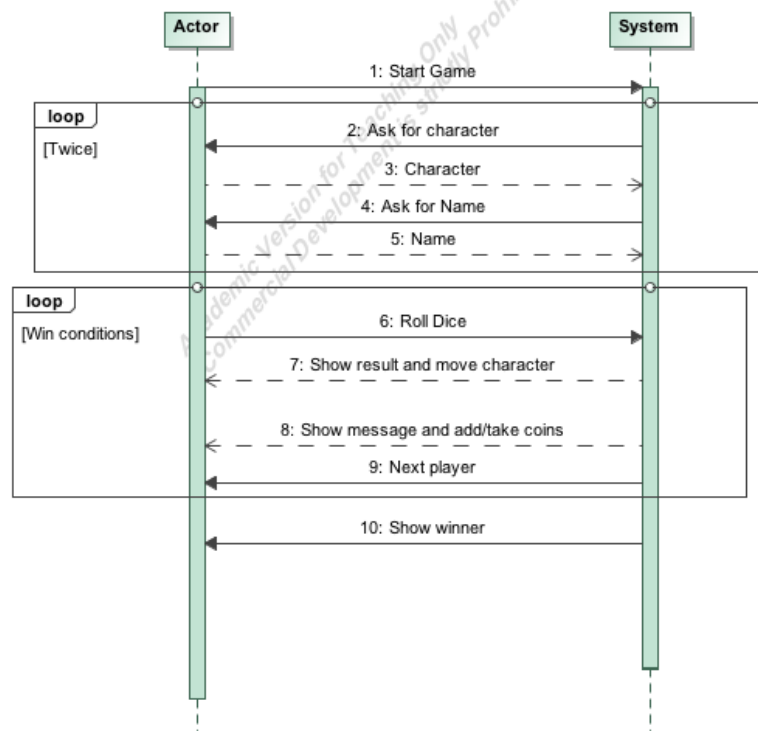 Actor
System
1: Start Game
loop
[Twice]
2: Ask for character
3: Character
4: Ask for Name
5: Name
loop
[Win conditions]
6: Roll Dice
7: Show result and move character
8: Show message and add/take coins
9: Next player
10: Show winner
Academic Version for Teaching Only
Commercial Development is strictly